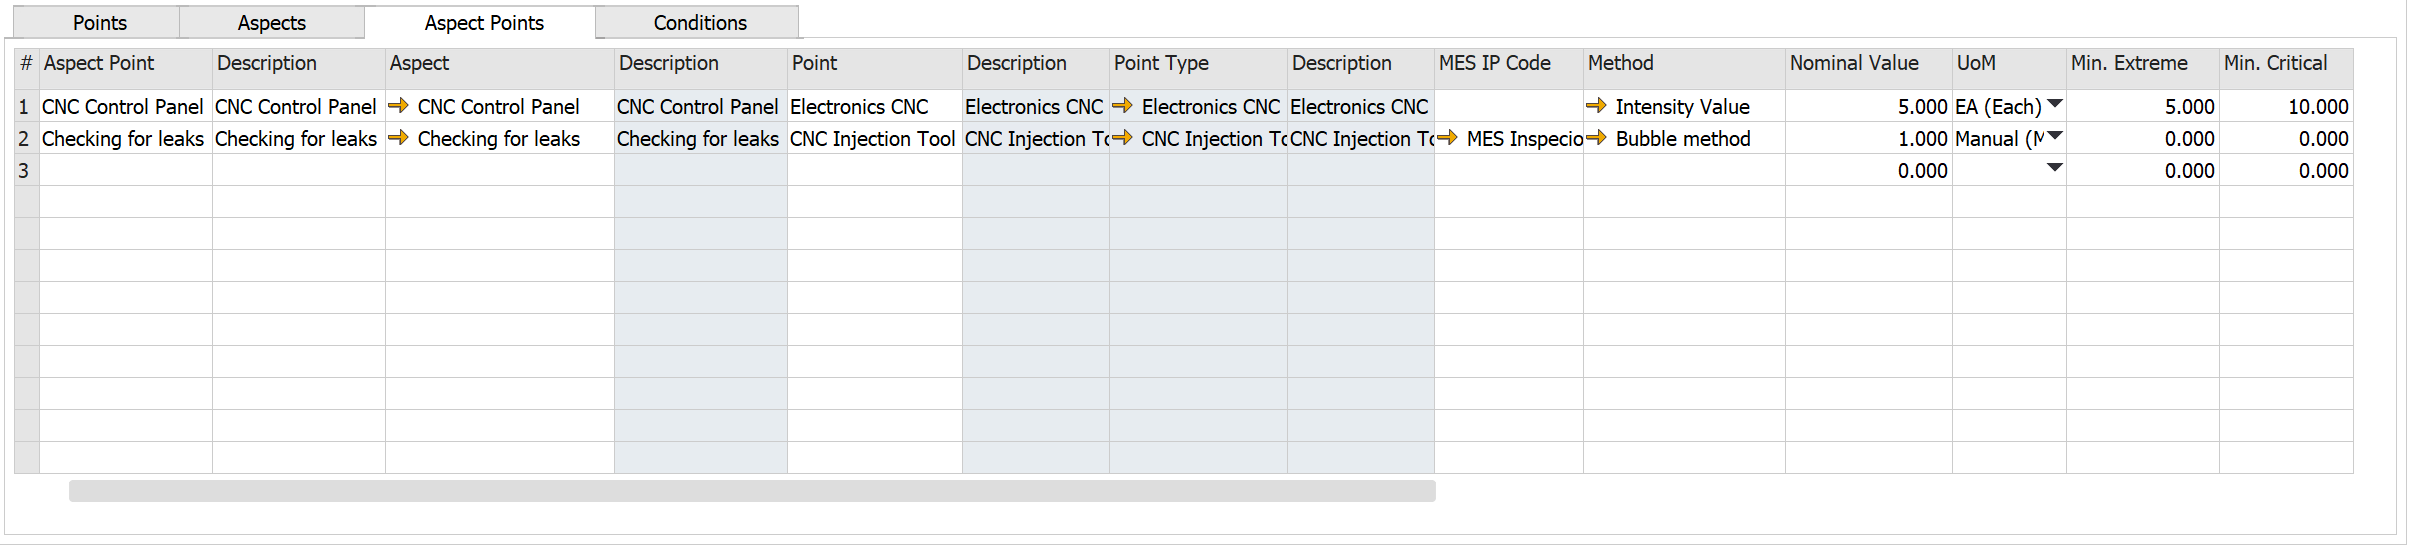 Points Aspects Aspect Points Conditions
# Aspect Point Description Aspect Description Point Description Point Type Description MES IP Code Method Nominal Value UoM Min. Extreme Min. Critical
1 CNC Control Panel CNC Control Panel CNC Control Panel CNC Control Panel Electronics CNC Electronics CNC Electronics CNC Electronics CNC Intensity Value 5.000 EA (Each) 5.000 10.000
2 Checking for leaks Checking for leaks Checking for leaks Checking for leaks CNC Injection Tool CNC Injection To CNC Injection To CNC Injection To MES Inspecio Bubble method 1.000 Manual (M 0.000 0.000
3 0.000 0.000 0.000